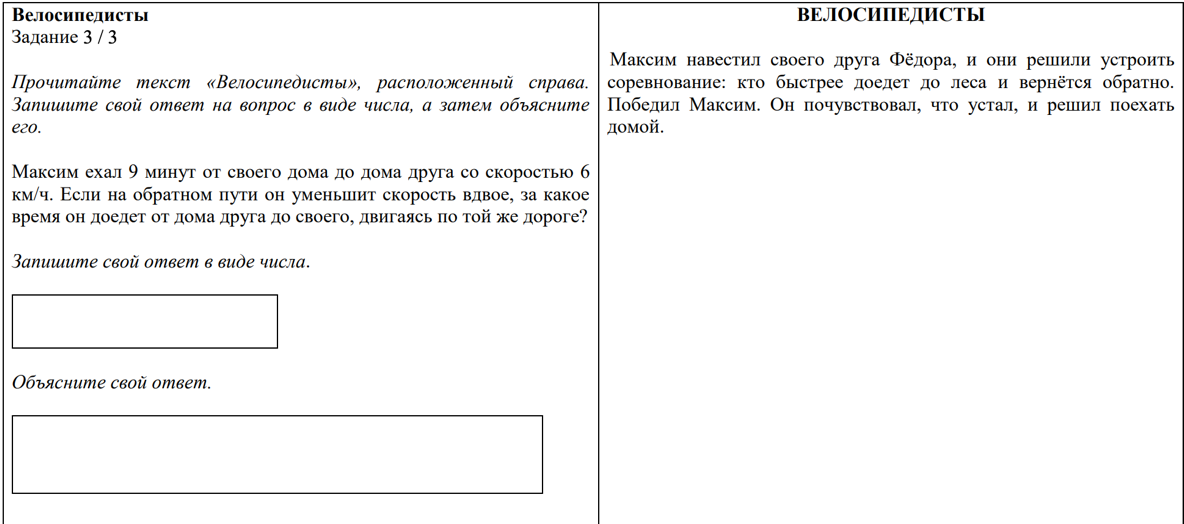 Велосипедисты
Задание 3 / 3
Прочитайте текст «Велосипедисты», расположенный справа.
Запишите свой ответ на вопрос в виде числа, а затем объясните
его.
Максим ехал 9 минут от своего дома до дома друга со скоростью 6
км/ч. Если на обратном пути он уменьшит скорость вдвое, за какое
время он доедет от дома друга до своего, двигаясь по той же дороге?
Запишите свой ответ в виде числа.
Объясните свой ответ.
ВЕЛОСИПЕДИСТЫ
Максим навестил своего друга Фёдора, и они решили устроить
соревнование: кто быстрее доедет до леса и вернётся обратно.
Победил Максим. Он почувствовал, что устал, и решил поехать
домой.